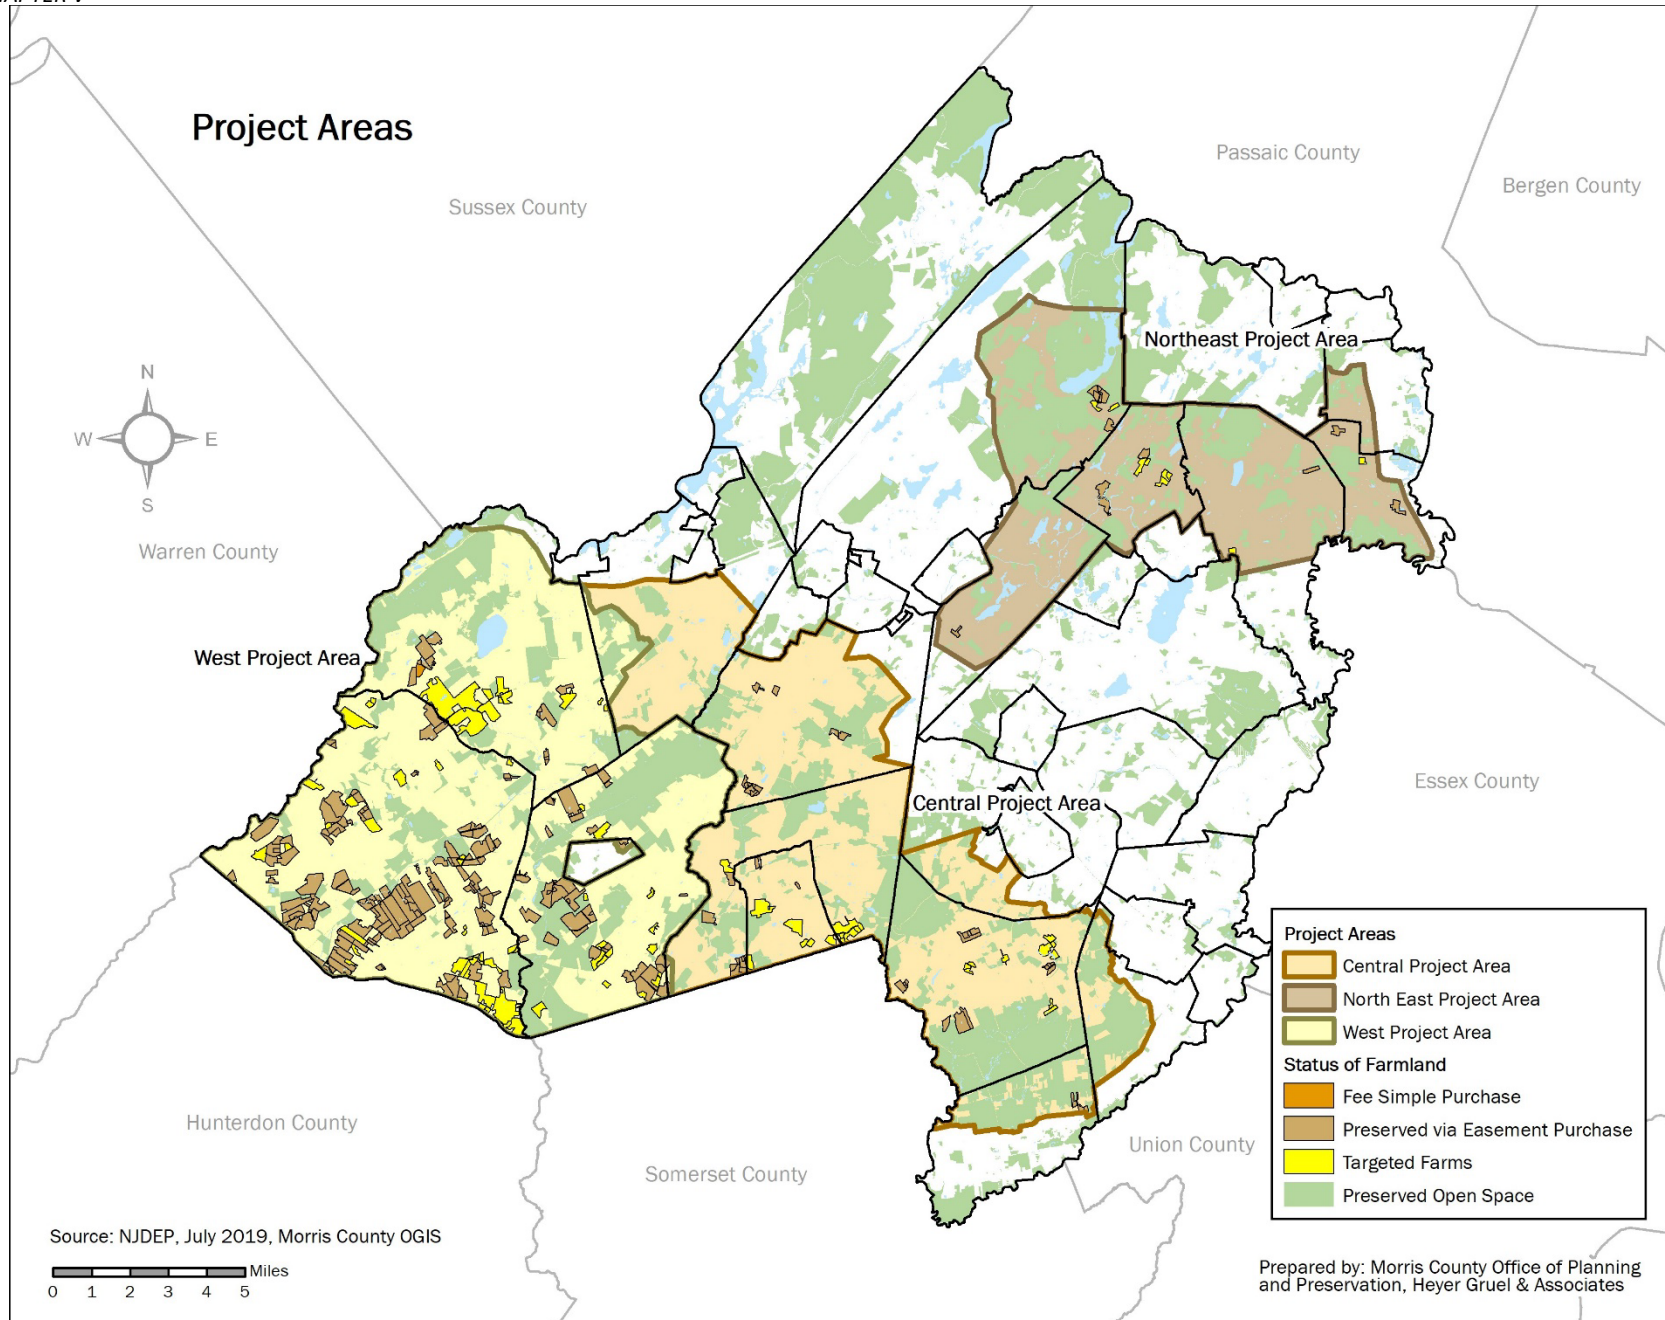 Project Areas
Passaic County
Bergen County
Sussex County
Northeast Project Area
N
W
E
S
Warren County
West Project Area
Essex County
Central Project Area
Project Areas
Central Project Area
North East Project Area
West Project Area
Status of Farmland
Fee Simple Purchase
Preserved via Easement Purchase
Targeted Farms
Preserved Open Space
Hunterdon County
Union County
Somerset County
Source: NJDEP, July 2019, Morris County OGIS
Miles
0 1 2 3 4 5
Prepared by: Morris County Office of Planning
and Preservation, Heyer Gruel & Associates